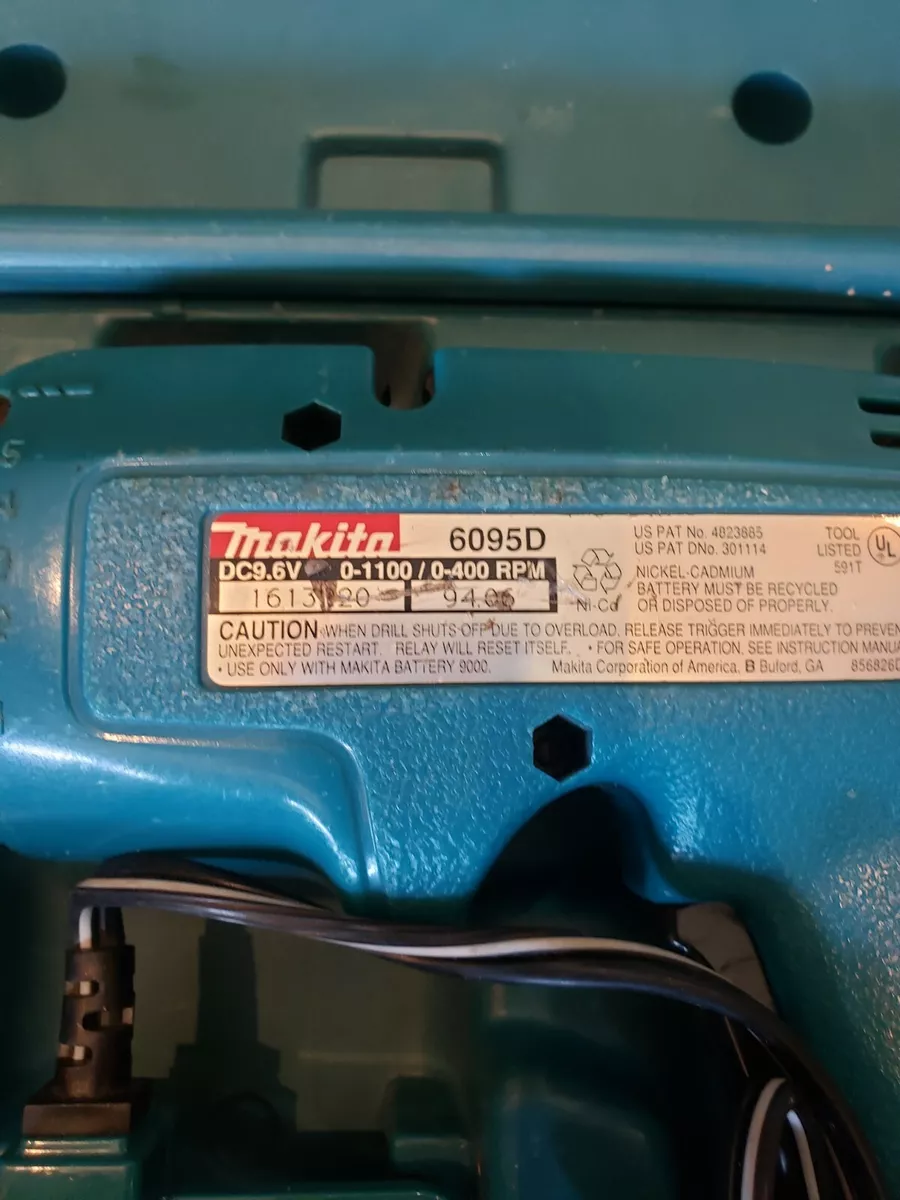 makita
6095D
DC9.6V 0-1100 / 0-400 RPM
94.06
Ni-Cd
US PAT No. 4823885
US PAT DNo. 301114
NICKEL-CADMIUM
BATTERY MUST BE RECYCLED
OR DISPOSED OF PROPERLY.
TOOL
LISTED
591T
UL
CAUTION WHEN DRILL SHUTS OFF DUE TO OVERLOAD. RELEASE TRIGGER IMMEDIATELY TO PREVEN
UNEXPECTED RESTART. RELAY WILL RESET ITSELF. • FOR SAFE OPERATION. SEE INSTRUCTION MANUA
• USE ONLY WITH MAKITA BATTERY 9000. Makita Corporation of America. B Buford, GA 856826D
5